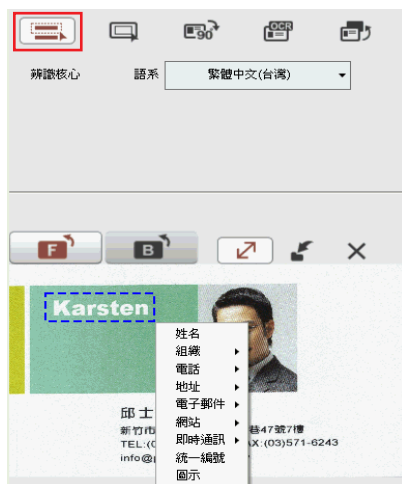 90°
OCR
辨識核心 語系 繁體中文(台灣)
F B
Karsten
姓名
組織
電話
地址
電子郵件
網站
即時通訊
統一編號
圖示
邱士
新竹市
巷47號7樓
TEL:(0
X:(03)571-6243
info@